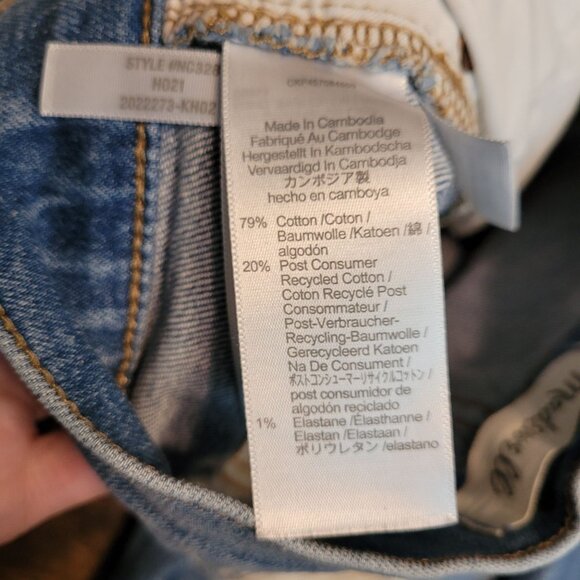 STYLE #NG326
H021
2022273-KH02
Made In Cambodia
Fabriqué Au Cambodge
Hergestellt In Kambodscha
Vervaardigd In Cambodja
カンボジア製
hecho en camboya
79% Cotton /Coton /
Baumwolle /Katoen /綿 /
algodón
20% Post Consumer
Recycled Cotton /
Coton Recyclé Post
Consommateur /
Post-Verbraucher-
Recycling-Baumwolle /
Gerecycleerd Katoen
Na De Consument /
ポストコンシューマーリサイクルコットン /
post consumidor de
algodón reciclado
1% Elastane /Elasthanne /
Elastan /Elastaan /
ポリウレタン /elastano